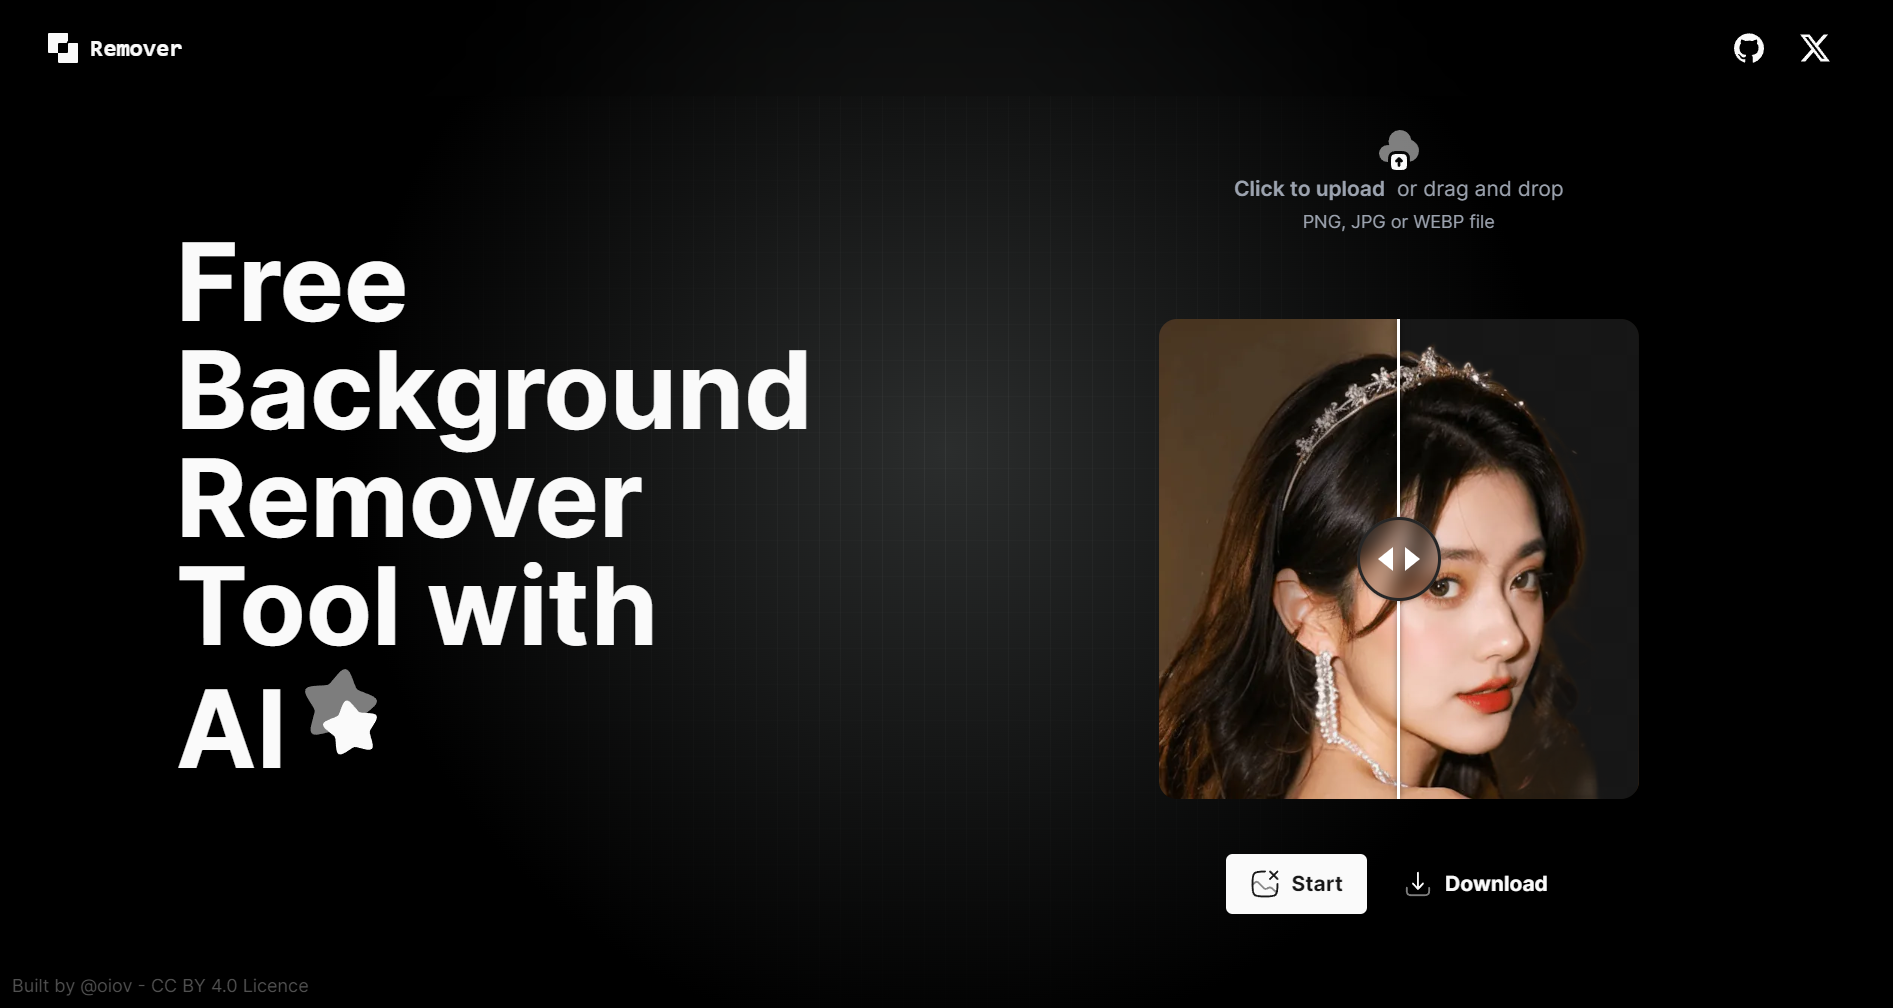 Remover
Click to upload or drag and drop
PNG, JPG or WEBP file
Free
Background
Remover
Tool with
AI
Start
Download
Built by @oiov - CC BY 4.0 Licence